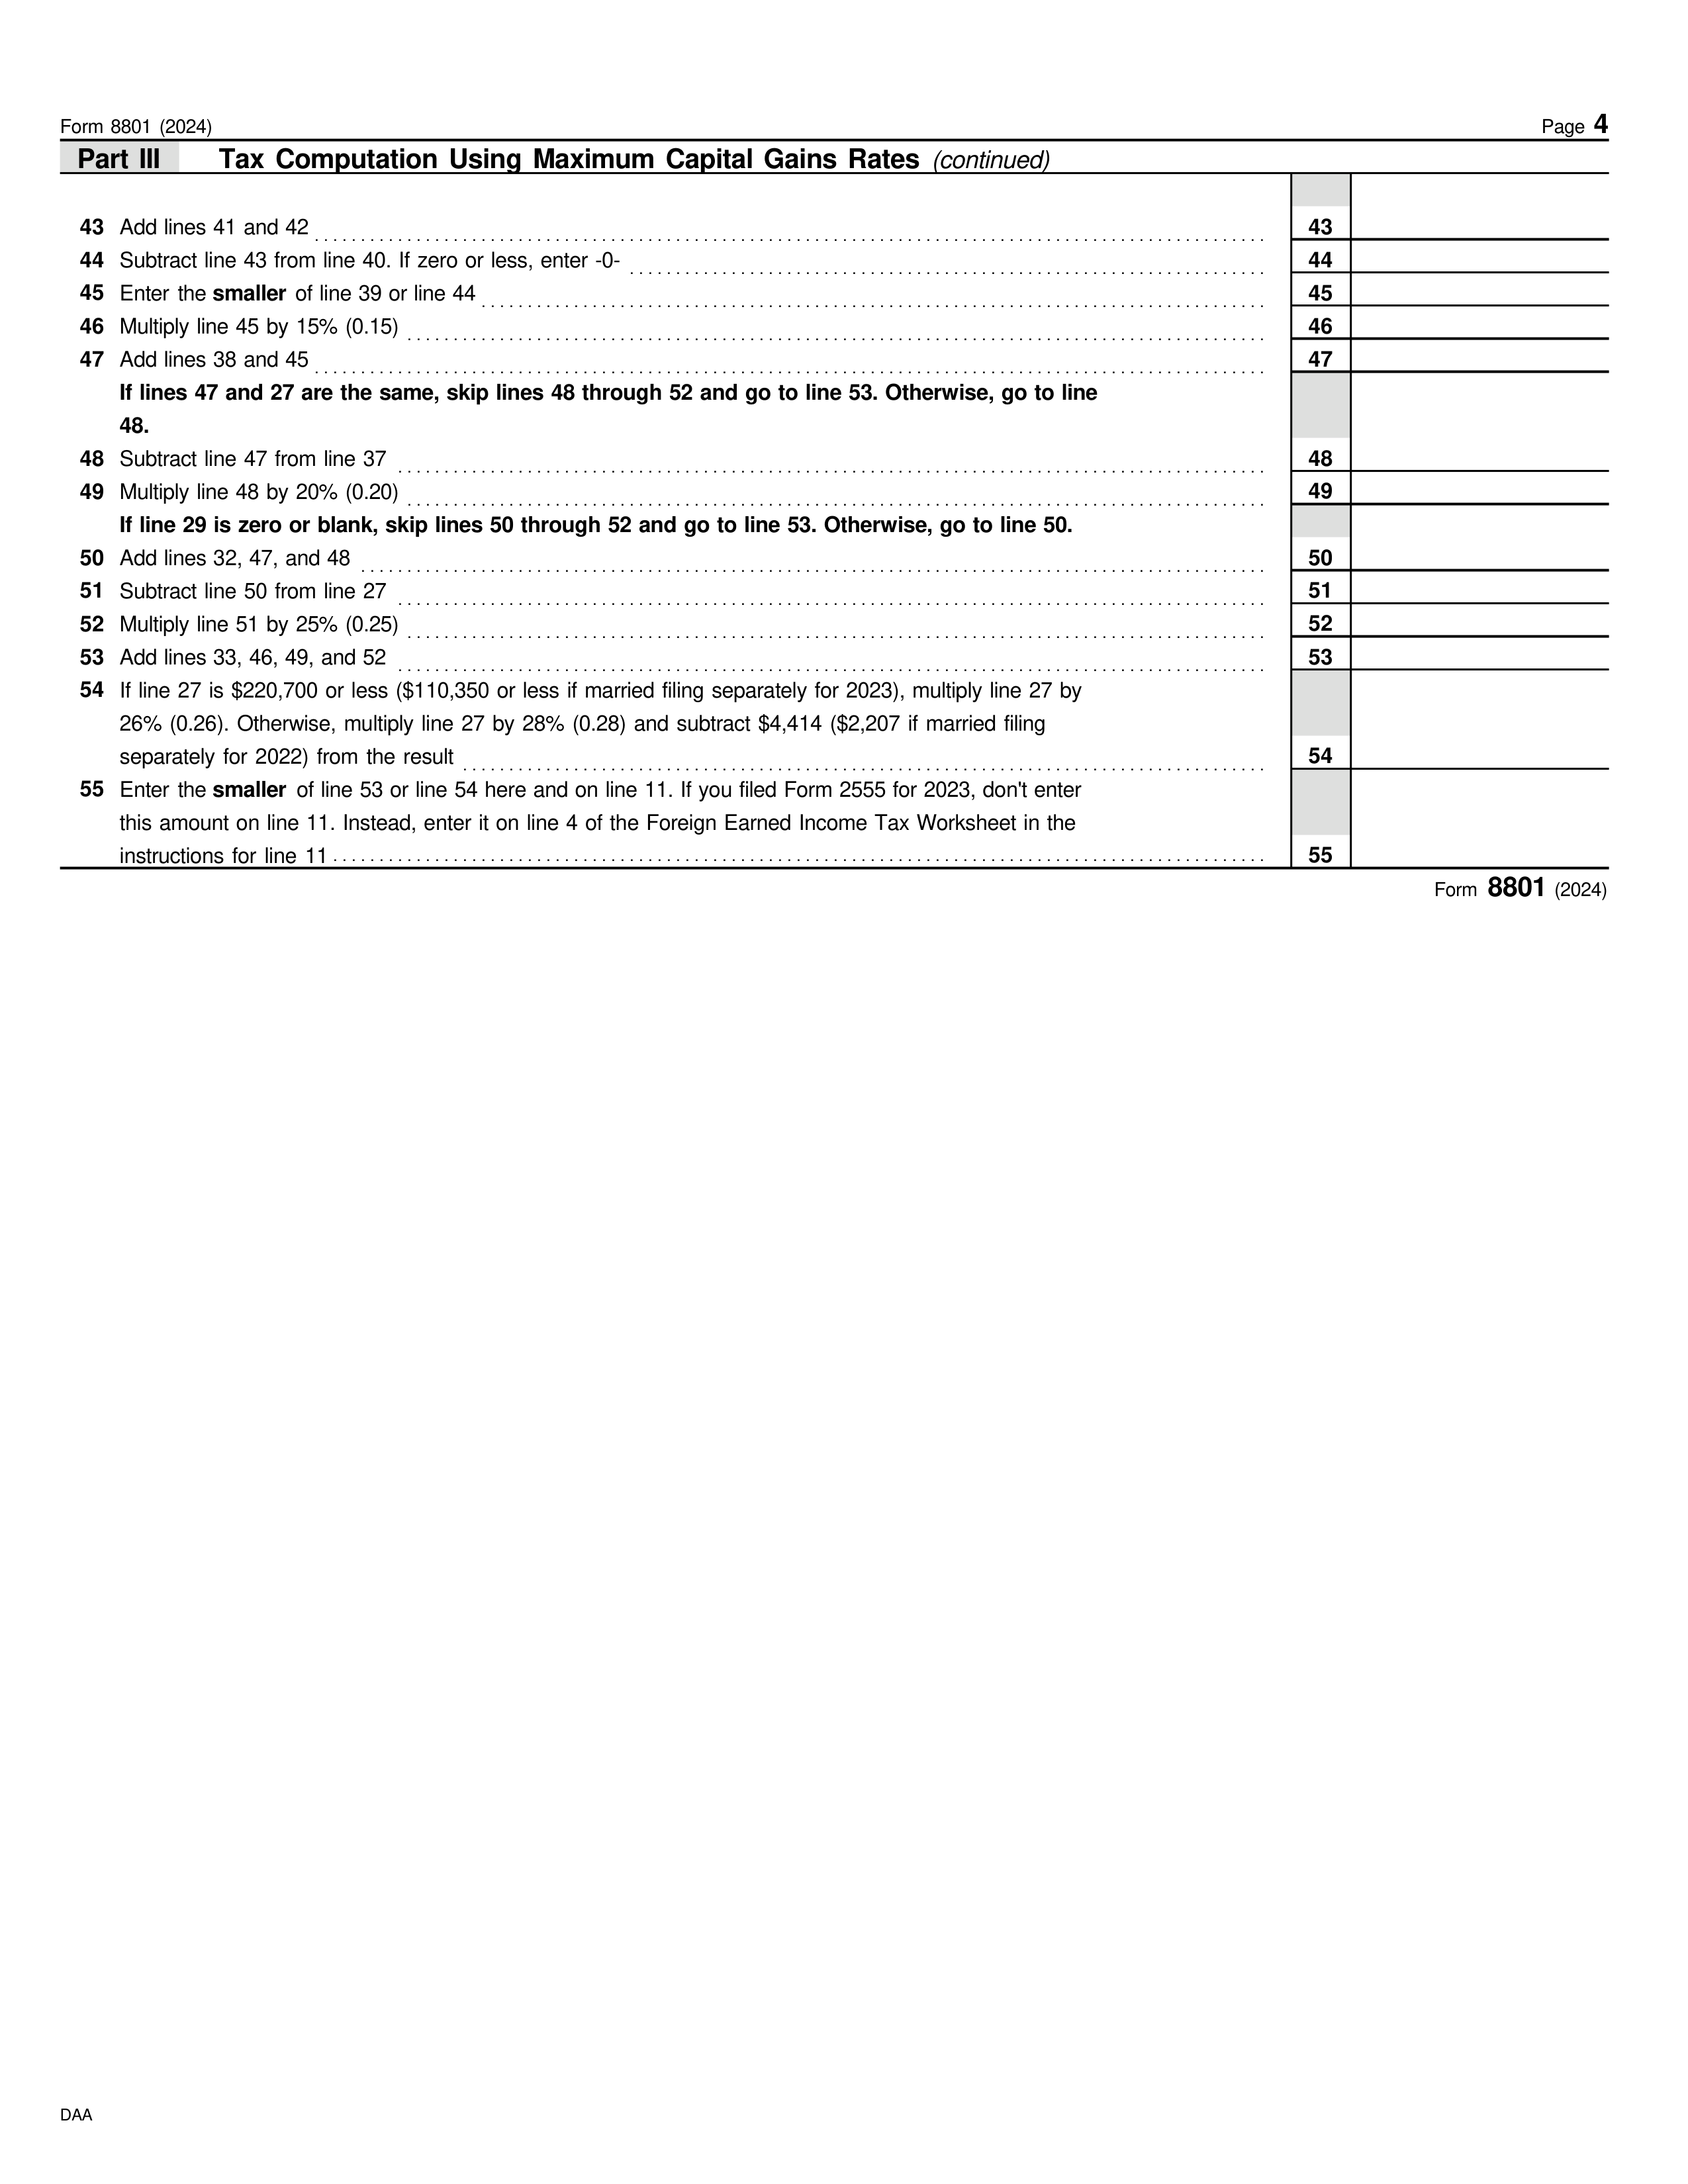 Form 8801 (2024) Page 4
Part III Tax Computation Using Maximum Capital Gains Rates (continued)
43 Add lines 41 and 42 43
44 Subtract line 43 from line 40. If zero or less, enter -0- 44
45 Enter the smaller of line 39 or line 44 45
46 Multiply line 45 by 15% (0.15) 46
47 Add lines 38 and 45 47
If lines 47 and 27 are the same, skip lines 48 through 52 and go to line 53. Otherwise, go to line
48.
48 Subtract line 47 from line 37 48
49 Multiply line 48 by 20% (0.20) 49
If line 29 is zero or blank, skip lines 50 through 52 and go to line 53. Otherwise, go to line 50.
50 Add lines 32, 47, and 48 50
51 Subtract line 50 from line 27 51
52 Multiply line 51 by 25% (0.25) 52
53 Add lines 33, 46, 49, and 52 53
54 If line 27 is $220,700 or less ($110,350 or less if married filing separately for 2023), multiply line 27 by
26% (0.26). Otherwise, multiply line 27 by 28% (0.28) and subtract $4,414 ($2,207 if married filing
separately for 2022) from the result 54
55 Enter the smaller of line 53 or line 54 here and on line 11. If you filed Form 2555 for 2023, don't enter
this amount on line 11. Instead, enter it on line 4 of the Foreign Earned Income Tax Worksheet in the
instructions for line 11 55
Form 8801 (2024)
DAA